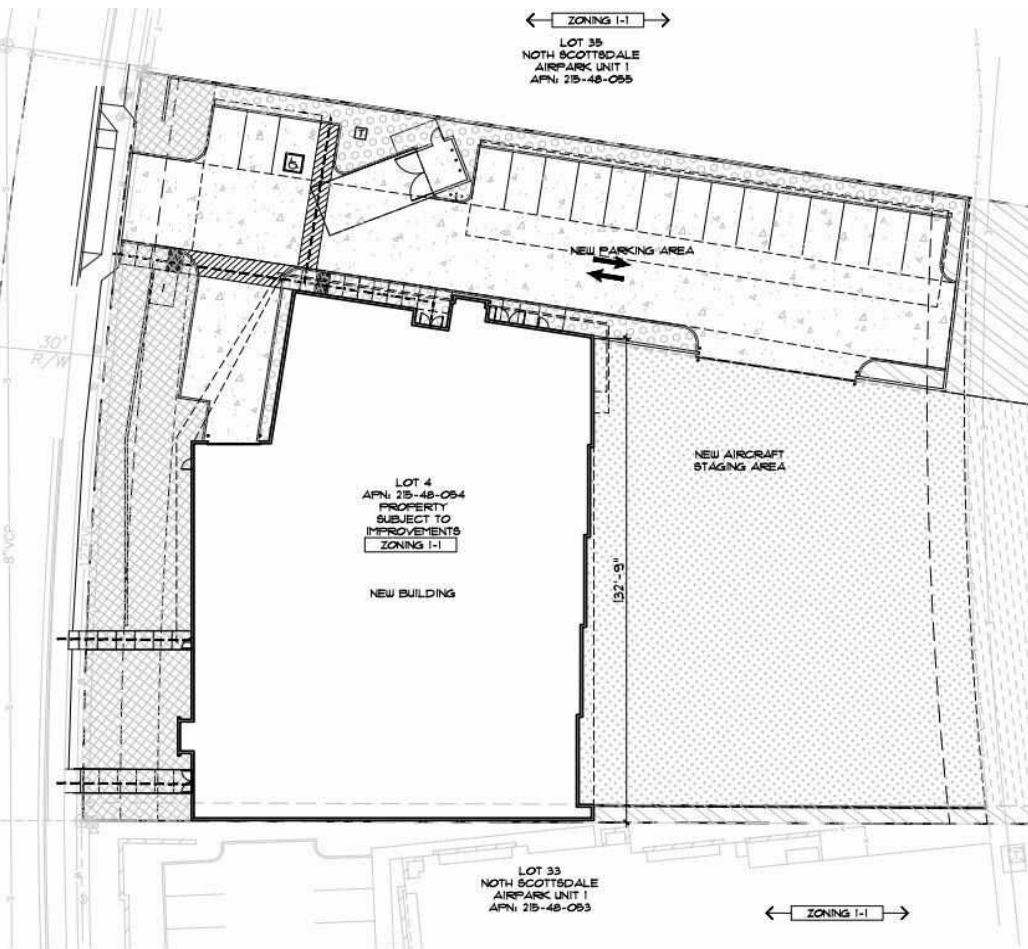 ZONING I-1
LOT 35
NOTH SCOTTSDALE
AIRPARK UNIT 1
APN: 215-48-055
T
NEW PARKING AREA
30'
R/W
NEW AIRCRAFT
STAGING AREA
LOT 4
APN: 215-48-054
PROPERTY
SUBJECT TO
IMPROVEMENTS
ZONING I-1
NEW BUILDING
132'-9"
8"VCP
LOT 33
NOTH SCOTTSDALE
AIRPARK UNIT 1
APN: 215-48-053
ZONING I-1